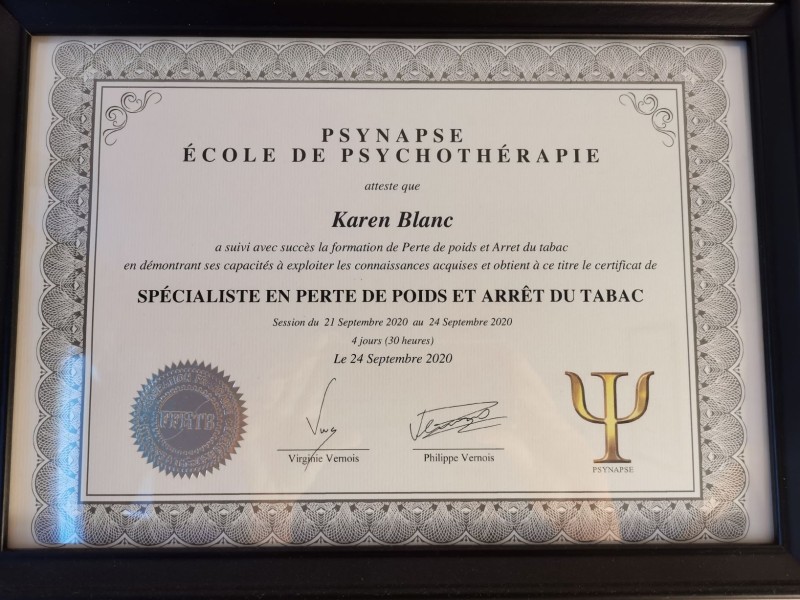 PSYNAPSE
ÉCOLE DE PSYCHOTHÉRAPIE
atteste que
Karen Blanc
a suivi avec succès la formation de Perte de poids et Arret du tabac
en démontrant ses capacités à exploiter les connaissances acquises et obtient à ce titre le certificat de
SPÉCIALISTE EN PERTE DE POIDS ET ARRÊT DU TABAC
Session du 21 Septembre 2020 au 24 Septembre 2020
4 jours (30 heures)
Le 24 Septembre 2020
Virginie Vernois
Philippe Vernois
PSYNAPSE